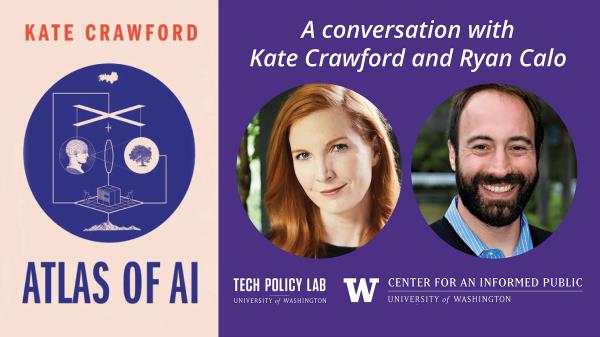 KATE CRAWFORD
ATLAS OF AI
A conversation with
Kate Crawford and Ryan Calo
TECH POLICY LAB
UNIVERSITY of WASHINGTON
W
CENTER FOR AN INFORMED PUBLIC
UNIVERSITY of WASHINGTON